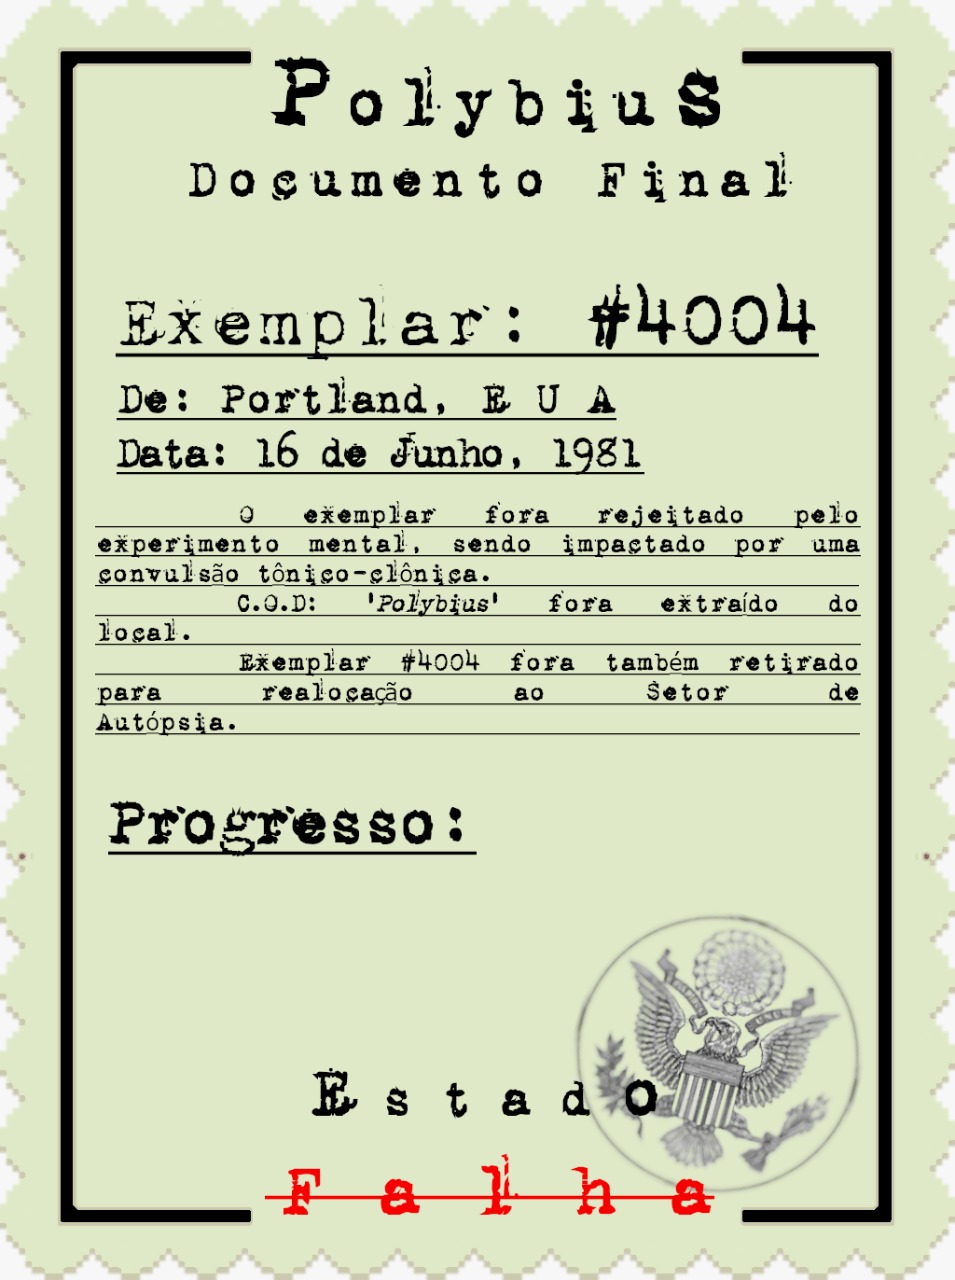 Polybius
Documento Final
Exemplar: #4004
De: Portland, E U A
Data: 16 de Junho, 1981
O exemplar fora rejeitado pelo
experimento mental, sendo impactado por uma
convulsão tônico-clônica.
C.O.D: 'Polybius' fora extraído do
local.
Exemplar #4004 fora também retirado
para realocação ao Setor de
Autópsia.
Progresso:
Estado
Falha